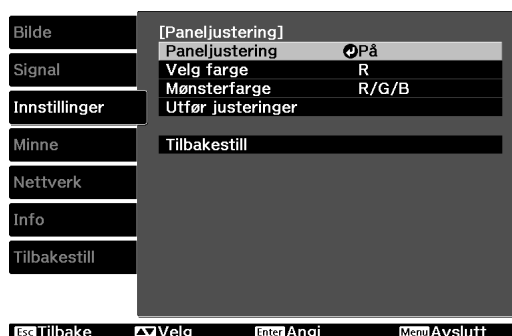 Bilde
Signal
Innstillinger
Minne
Nettverk
Info
Tilbakestill
[Paneljustering]
Paneljustering På
Velg farge R
Mønsterfarge R/G/B
Utfør justeringer
Tilbakestill
Esc Tilbake Velg Enter Angi Menu Avslutt